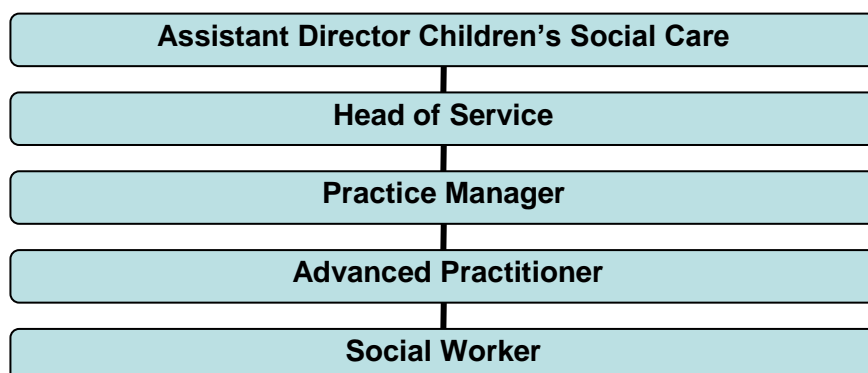 Assistant Director Children’s Social Care
Head of Service
Practice Manager
Advanced Practitioner
Social Worker